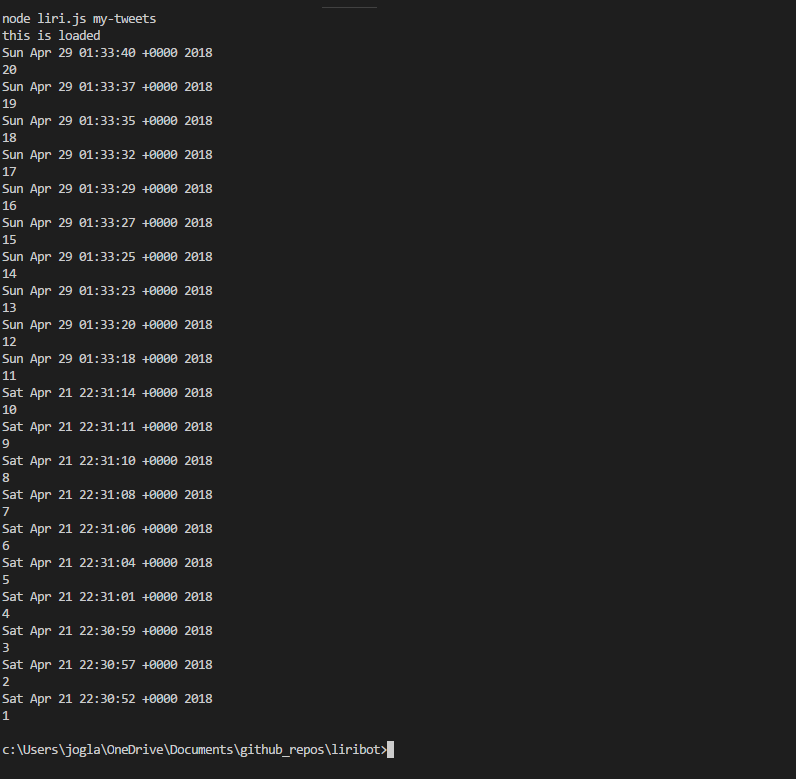 node liri.js my-tweets
this is loaded
Sun Apr 29 01:33:40 +0000 2018
20
Sun Apr 29 01:33:37 +0000 2018
19
Sun Apr 29 01:33:35 +0000 2018
18
Sun Apr 29 01:33:32 +0000 2018
17
Sun Apr 29 01:33:29 +0000 2018
16
Sun Apr 29 01:33:27 +0000 2018
15
Sun Apr 29 01:33:25 +0000 2018
14
Sun Apr 29 01:33:23 +0000 2018
13
Sun Apr 29 01:33:20 +0000 2018
12
Sun Apr 29 01:33:18 +0000 2018
11
Sat Apr 21 22:31:14 +0000 2018
10
Sat Apr 21 22:31:11 +0000 2018
9
Sat Apr 21 22:31:10 +0000 2018
8
Sat Apr 21 22:31:08 +0000 2018
7
Sat Apr 21 22:31:06 +0000 2018
6
Sat Apr 21 22:31:04 +0000 2018
5
Sat Apr 21 22:31:01 +0000 2018
4
Sat Apr 21 22:30:59 +0000 2018
3
Sat Apr 21 22:30:57 +0000 2018
2
Sat Apr 21 22:30:52 +0000 2018
1
c:\Users\jogla\OneDrive\Documents\github_repos\liribot>